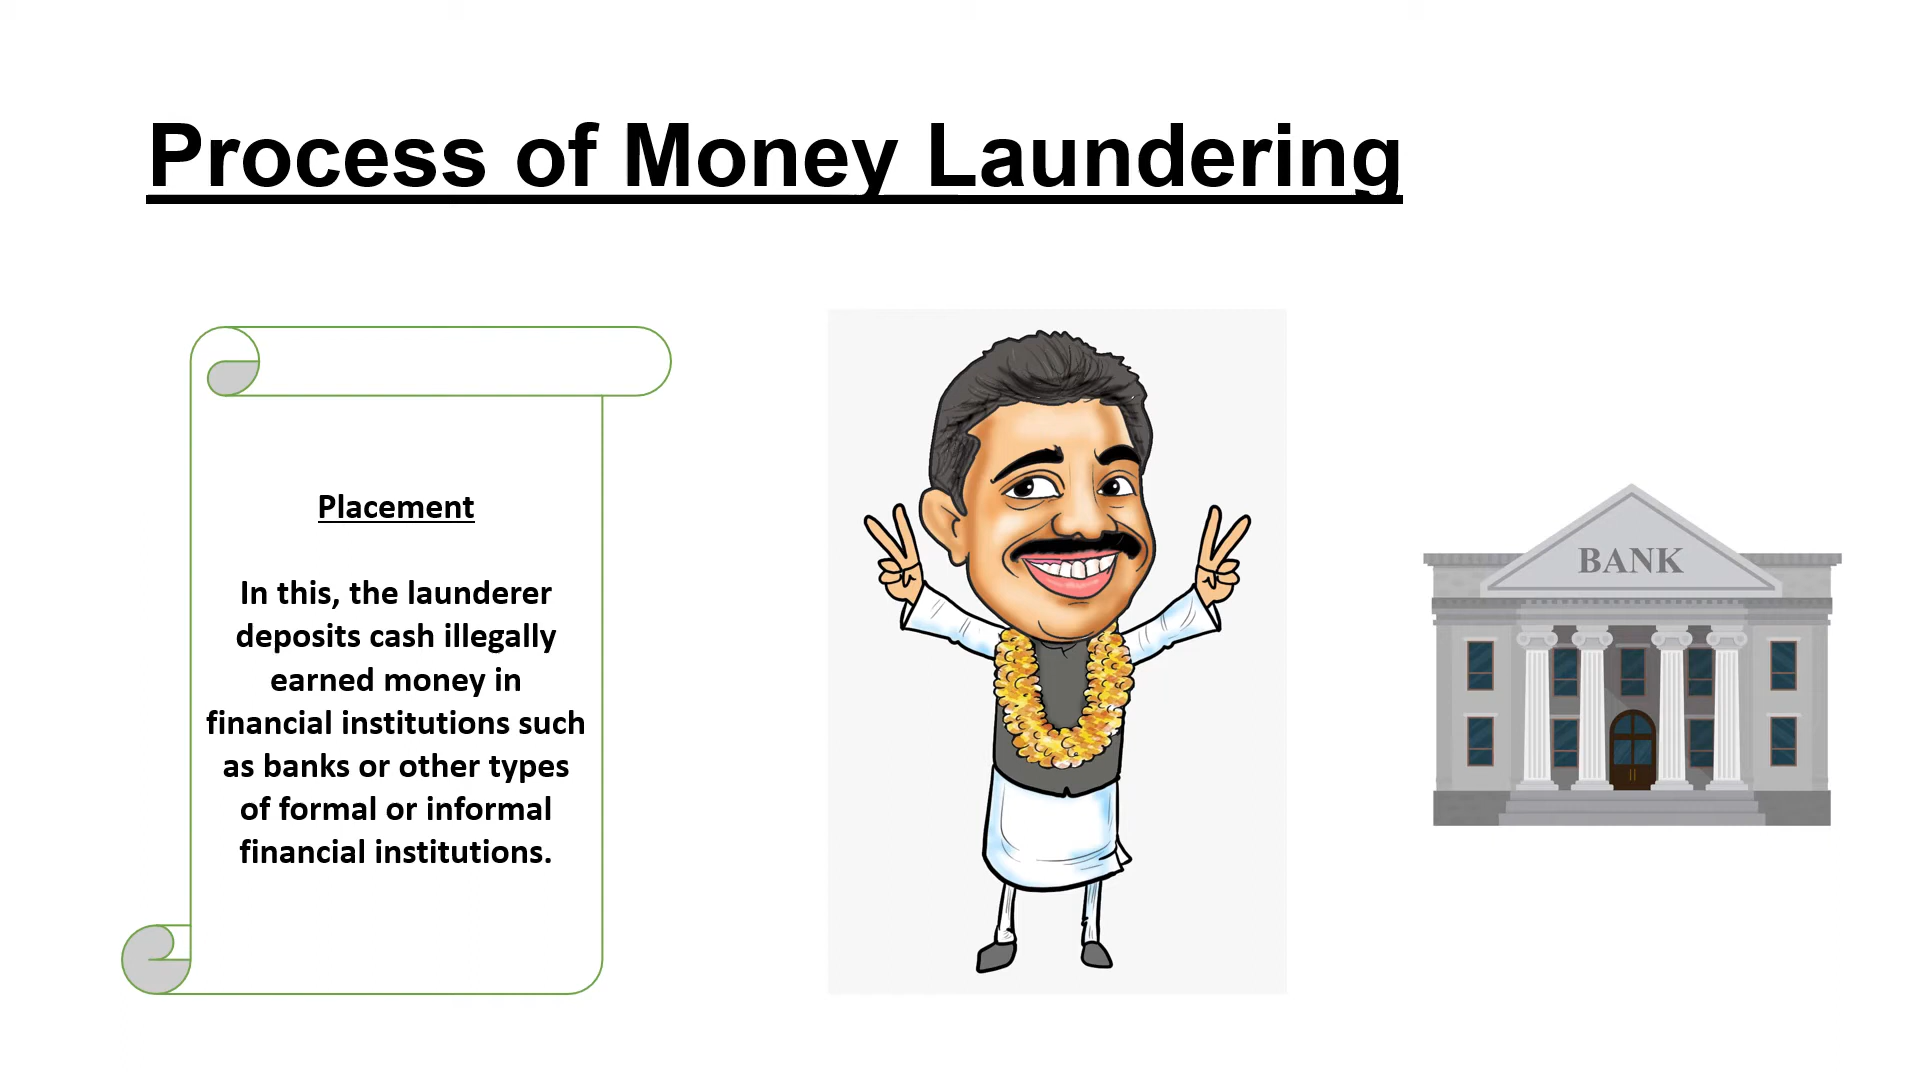 Process of Money Laundering
Placement
In this, the launderer
deposits cash illegally
earned money in
financial institutions such
as banks or other types
of formal or informal
financial institutions.
BANK